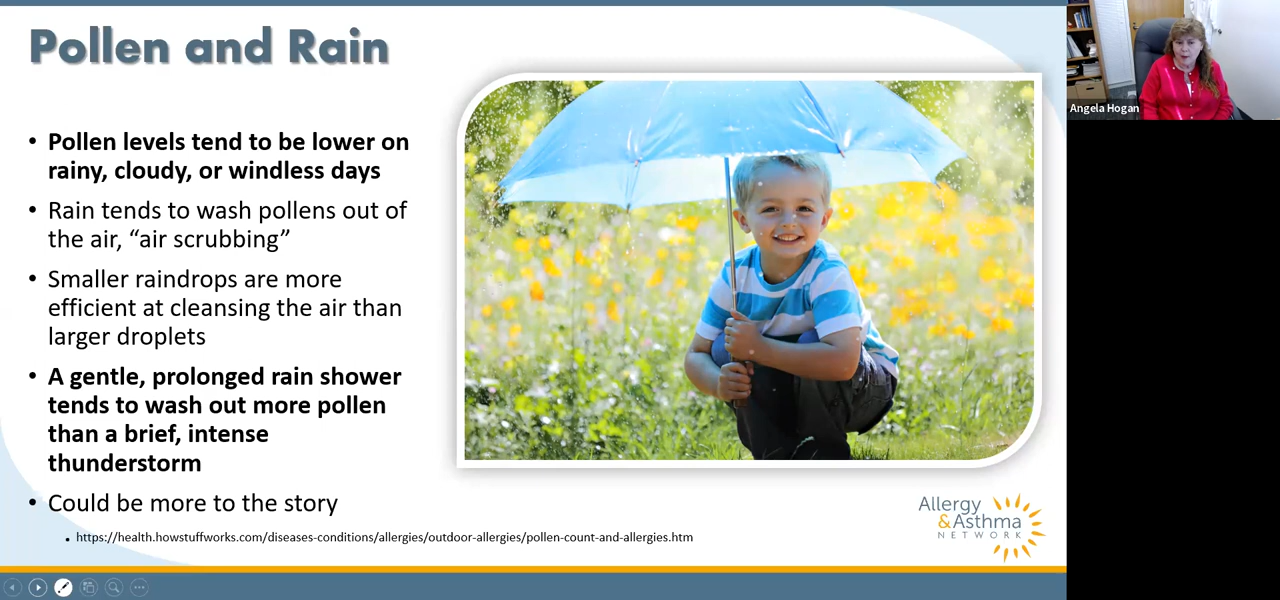 Pollen and Rain
• Pollen levels tend to be lower on
rainy, cloudy, or windless days
• Rain tends to wash pollens out of
the air, “air scrubbing”
• Smaller raindrops are more
efficient at cleansing the air than
larger droplets
• A gentle, prolonged rain shower
tends to wash out more pollen
than a brief, intense
thunderstorm
• Could be more to the story
• https://health.howstuffworks.com/diseases-conditions/allergies/outdoor-allergies/pollen-count-and-allergies.htm
Allergy
&Asthma
NETWORK
Angela Hogan